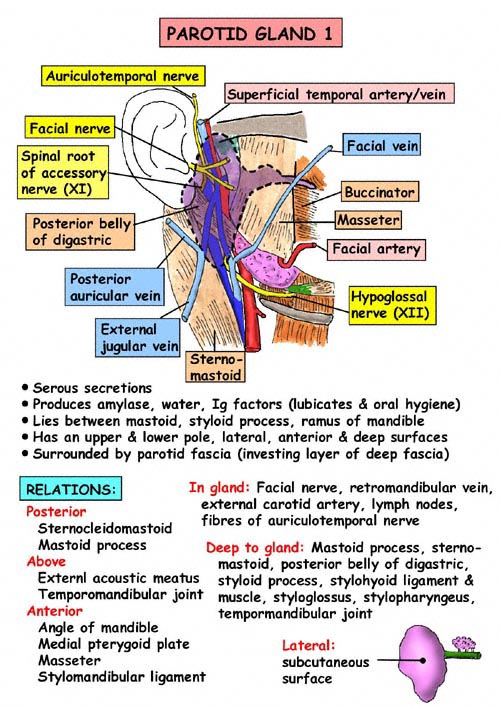 PAROTID GLAND 1
Auriculotemporal nerve
Superficial temporal artery/vein
Facial nerve
Facial vein
Spinal root
of accessory
nerve (XI)
Buccinator
Masseter
Posterior belly
of digastric
Facial artery
Posterior
auricular vein
Hypoglossal
nerve (XII)
External
jugular vein
Sterno-
mastoid
• Serous secretions
• Produces amylase, water, Ig factors (lubicates & oral hygiene)
• Lies between mastoid, styloid process, ramus of mandible
• Has an upper & lower pole, lateral, anterior & deep surfaces
• Surrounded by parotid fascia (investing layer of deep fascia)
RELATIONS:
Posterior
Sternocleidomastoid
Mastoid process
Above
Externl acoustic meatus
Temporomandibular joint
Anterior
Angle of mandible
Medial pterygoid plate
Masseter
Stylomandibular ligament
In gland: Facial nerve, retromandibular vein,
external carotid artery, lymph nodes,
fibres of auriculotemporal nerve
Deep to gland: Mastoid process, sterno-
mastoid, posterior belly of digastric,
styloid process, stylohyoid ligament &
muscle, styloglossus, stylopharyngeus,
tempormandibular joint
Lateral:
subcutaneous
surface